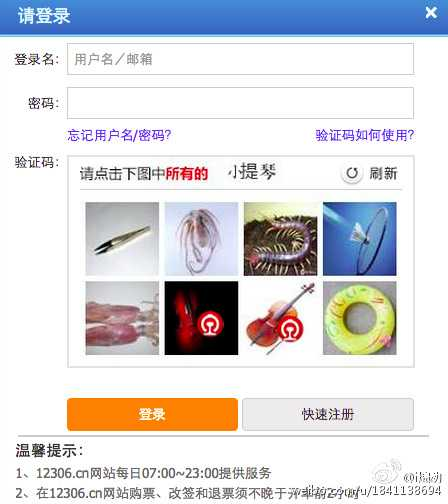 请登录
登录名：
用户名／邮箱
密码：
忘记用户名/密码?
验证码如何使用?
验证码：
请点击下图中所有的 小提琴
刷新
登录
快速注册
温馨提示：
1、12306.cn网站每日07:00~23:00提供服务
2、在12306.cn网站购票、改签和退票须不晚于开车前